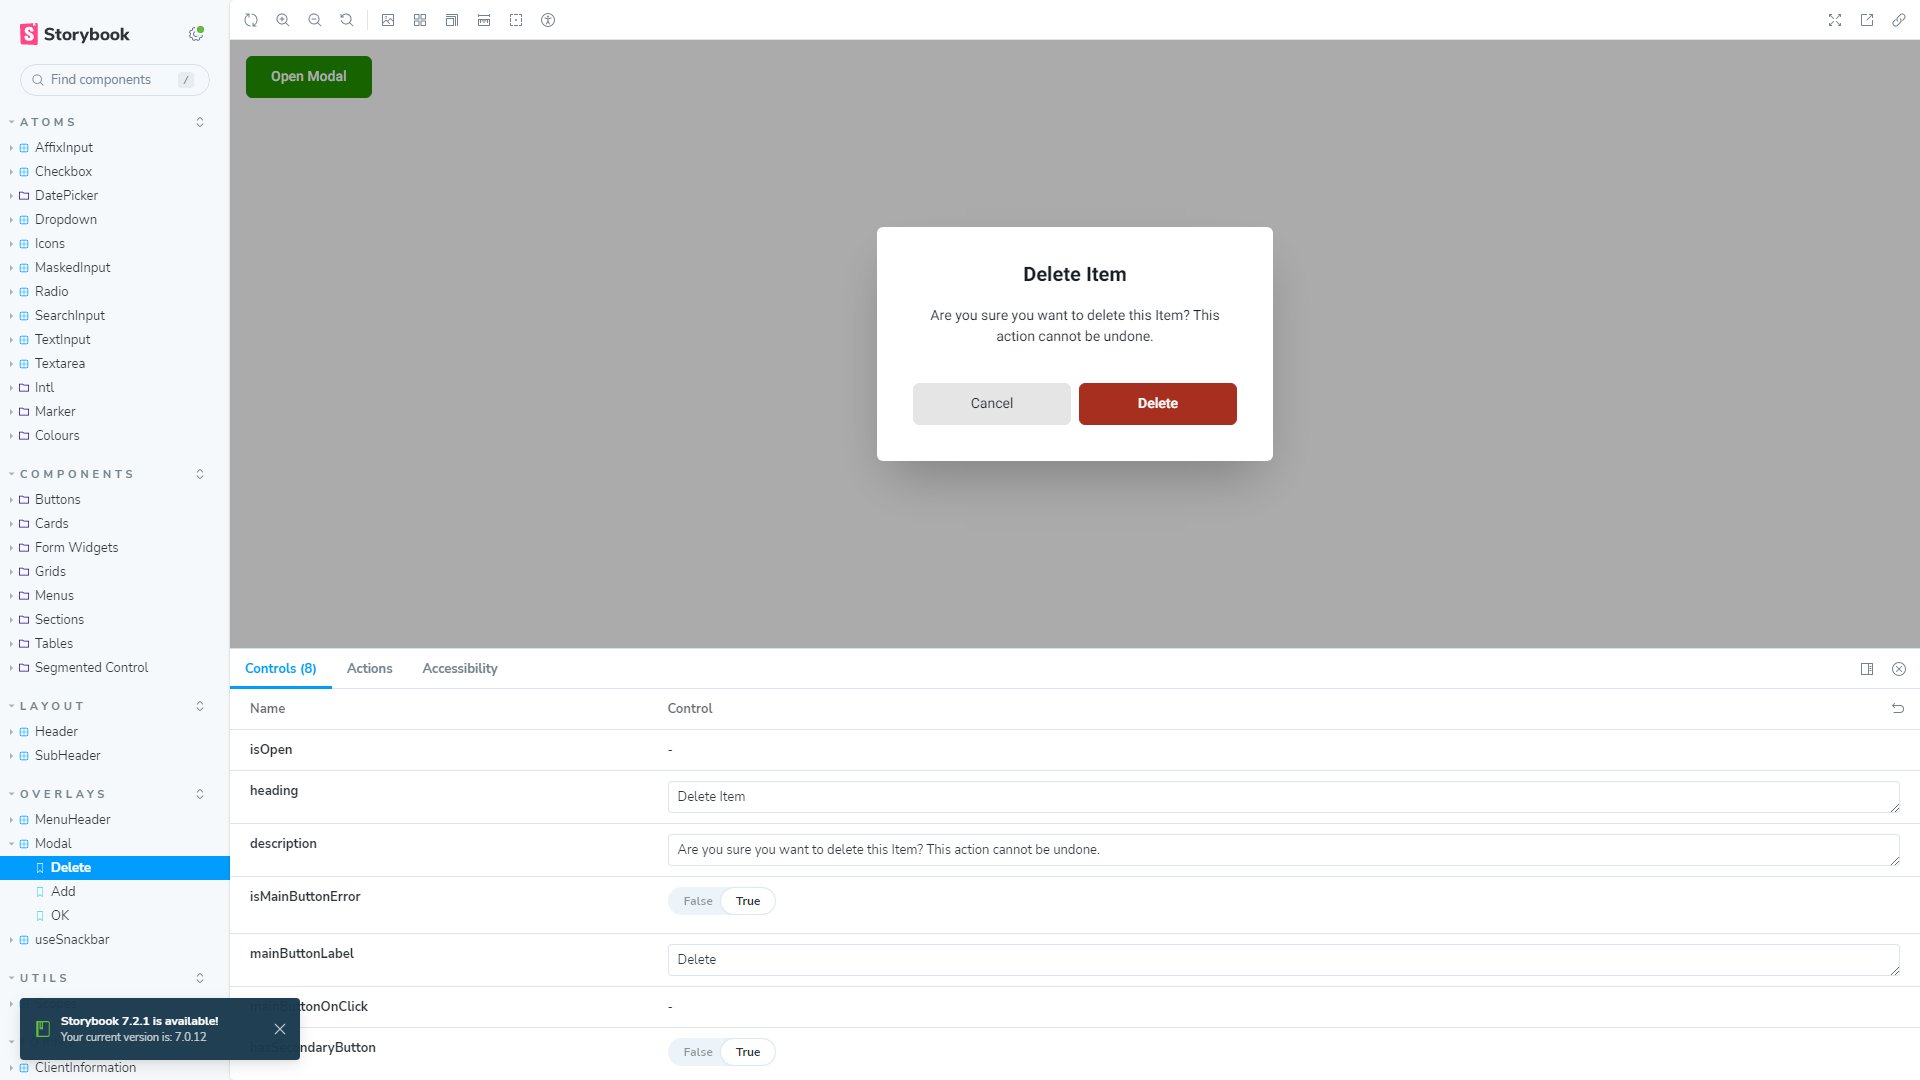 Storybook
Find components /
ATOMS
AffixInput
Checkbox
DatePicker
Dropdown
Icons
MaskedInput
Radio
SearchInput
TextInput
Textarea
Intl
Marker
Colours
COMPONENTS
Buttons
Cards
Form Widgets
Grids
Menus
Sections
Tables
Segmented Control
LAYOUT
Header
SubHeader
OVERLAYS
MenuHeader
Modal
Delete
Add
OK
useSnackbar
UTILS
ClientInformation
Storybook 7.2.1 is available!
Your current version is: 7.0.12
Open Modal
Delete Item
Are you sure you want to delete this Item? This
action cannot be undone.
Cancel Delete
Controls (8) Actions Accessibility
Name Control
isOpen -
heading Delete Item
description Are you sure you want to delete this Item? This action cannot be undone.
isMainButtonError False True
mainButtonLabel Delete
tonOnClick -
ndaryButton False True